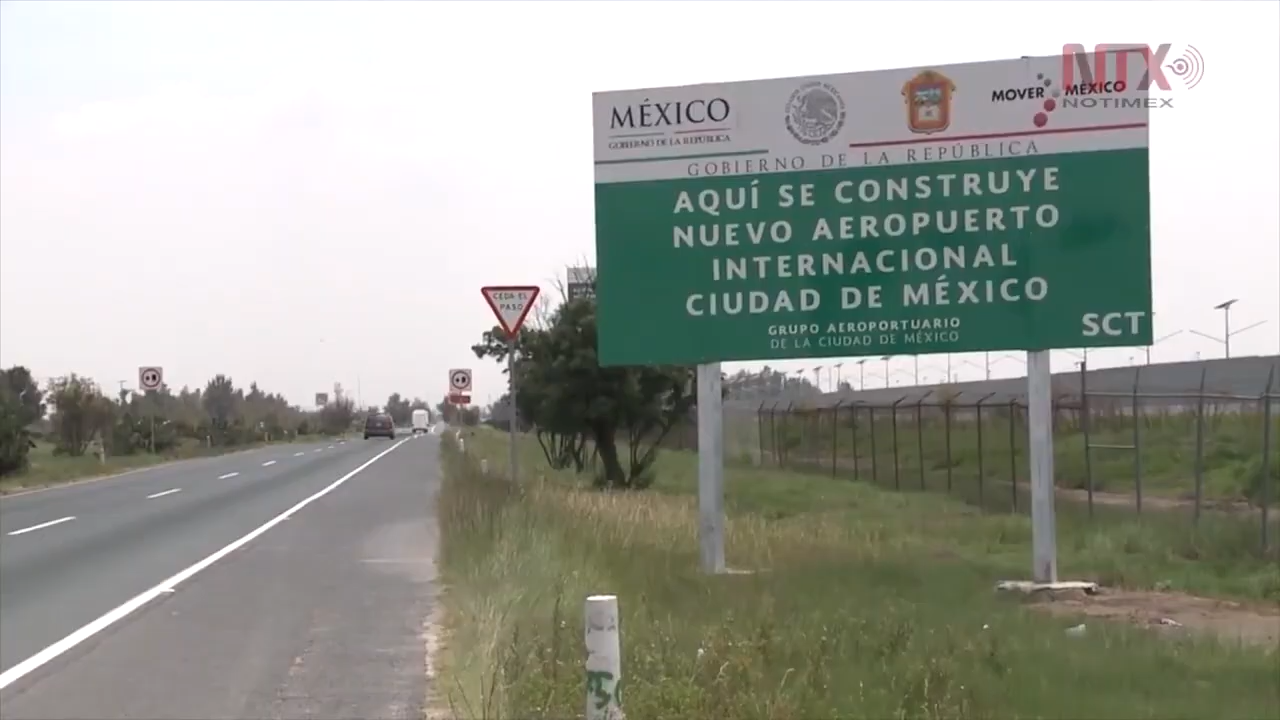 NTX
NOTIMEX
MÉXICO
GOBIERNO DE LA REPÚBLICA
MOVER MÉXICO
GOBIERNO DE LA REPÚBLICA
AQUÍ SE CONSTRUYE
NUEVO AEROPUERTO
INTERNACIONAL
CIUDAD DE MÉXICO
GRUPO AEROPORTUARIO
DE LA CIUDAD DE MÉXICO
SCT
CEDA EL
PASO